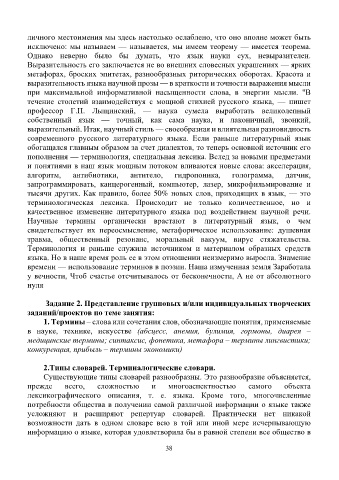 личного местоимения мы здесь настолько ослаблено, что оно вполне может быть
исключено: мы называем — называется, мы имеем теорему — имеется теорема.
Однако неверно было бы думать, что язык науки сух, невыразителен.
Выразительность его заключается не во внешних словесных украшениях — ярких
метафорах, броских эпитетах, разнообразных риторических оборотах. Красота и
выразительность языка научной прозы — в краткости и точности выражения мысли
при максимальной информативной насыщенности слова, в энергии мысли. "В
течение столетий взаимодействия с мощной стихией русского языка, — пишет
профессор Г.П. Лыщинский, — наука сумела выработать великолепный
собственный язык — точный, как сама наука, и лаконичный, звонкий,
выразительный. Итак, научный стиль — своеобразная и влиятельная разновидность
современного русского литературного языка. Если раньше литературный язык
обогащался главным образом за счет диалектов, то теперь основной источник его
пополнения — терминология, специальная лексика. Вслед за новыми предметами
и понятиями в наш язык мощным потоком вливаются новые слова: акселерация,
алгоритм, антибиотики, антитело, гидропоника, голограмма, датчик,
запрограммировать, канцерогенный, компьютер, лазер, микрофильмирование и
тысячи других. Как правило, более 50% новых слов, приходящих в язык, — это
терминологическая лексика. Происходит не только количественное, но и
качественное изменение литературного языка под воздействием научной речи.
Научные термины органически врастают в литературный язык, о чем
свидетельствует их переосмысление, метафорическое использование: душевная
травма, общественный резонанс, моральный вакуум, вирус стяжательства.
Терминология и раньше служила источником и материалом образных средств
языка. Но в наше время роль ее в этом отношении неизмеримо выросла. Знамение
времени — использование терминов в поэзии. Наша измученная земля Заработала
у вечности, Чтоб счастье отсчитывалось от бесконечности, А не от абсолютного
нуля
Задание 2. Представление групповых и/или индивидуальных творческих
заданий/проектов по теме занятия:
1. Термины – слова или сочетания слов, обозначающие понятия, применяемые
в науке, технике, искусстве (абсцесс, анемия, булимия, гормоны, диарея –
медицинские термины; синтаксис, фонетика, метафора – термины лингвистики;
конкуренция, прибыль – термины экономики)
2.Типы словарей. Терминологические словари.
Существующие типы словарей разнообразны. Это разнообразие объясняется,
прежде всего, сложностью и многоаспектностью самого объекта
лексикографического описания, т. е. языка. Кроме того, многочисленные
потребности общества в получении самой различной информации о языке также
усложняют и расширяют репертуар словарей. Практически нет никакой
возможности дать в одном словаре всю в той или иной мере исчерпывающую
информацию о языке, которая удовлетворила бы в равной степени все общество в
38